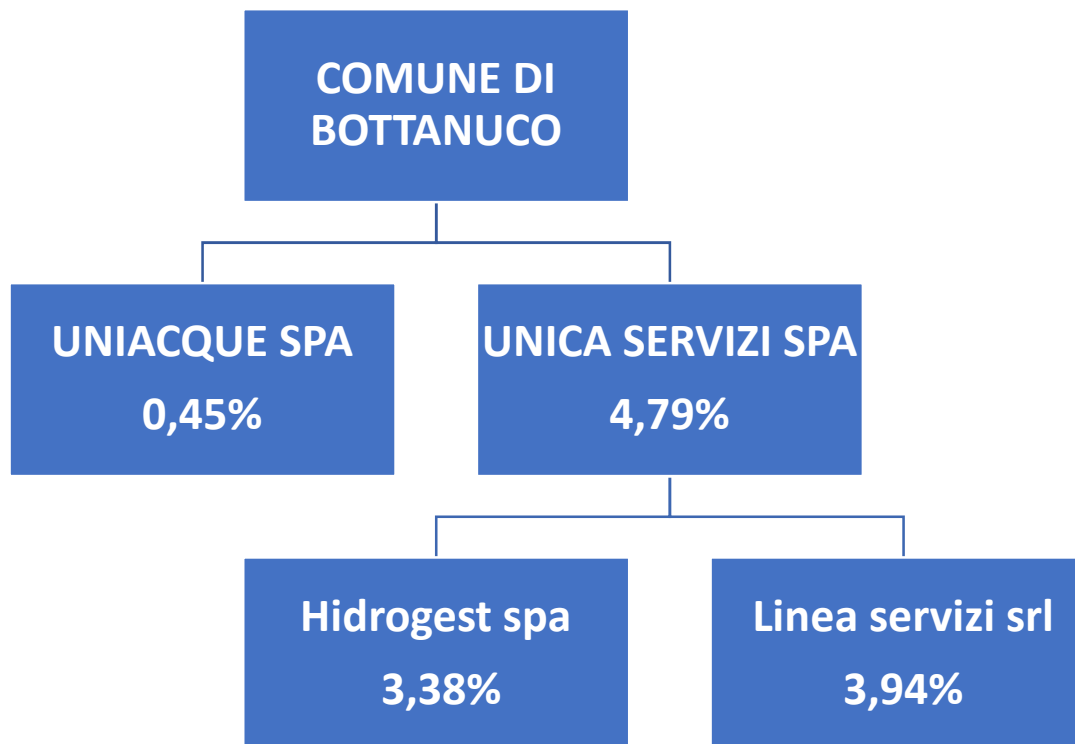 COMUNE DI
BOTTANUCO
UNIACQUE SPA
0,45%
UNICA SERVIZI SPA
4,79%
Hidrogest spa
3,38%
Linea servizi srl
3,94%